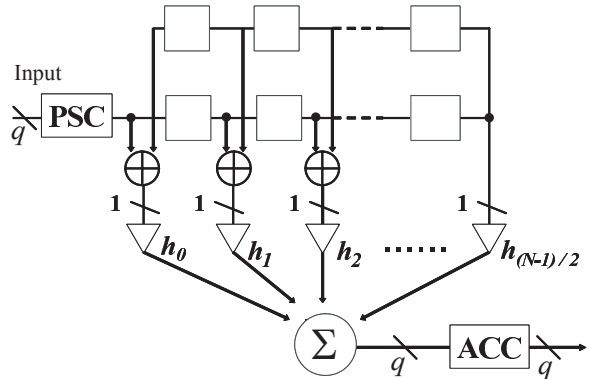 Input
q
PSC
1 1 1 1
h0 h1 h2 ...... h(N-1)/2
Σ
q
ACC
q